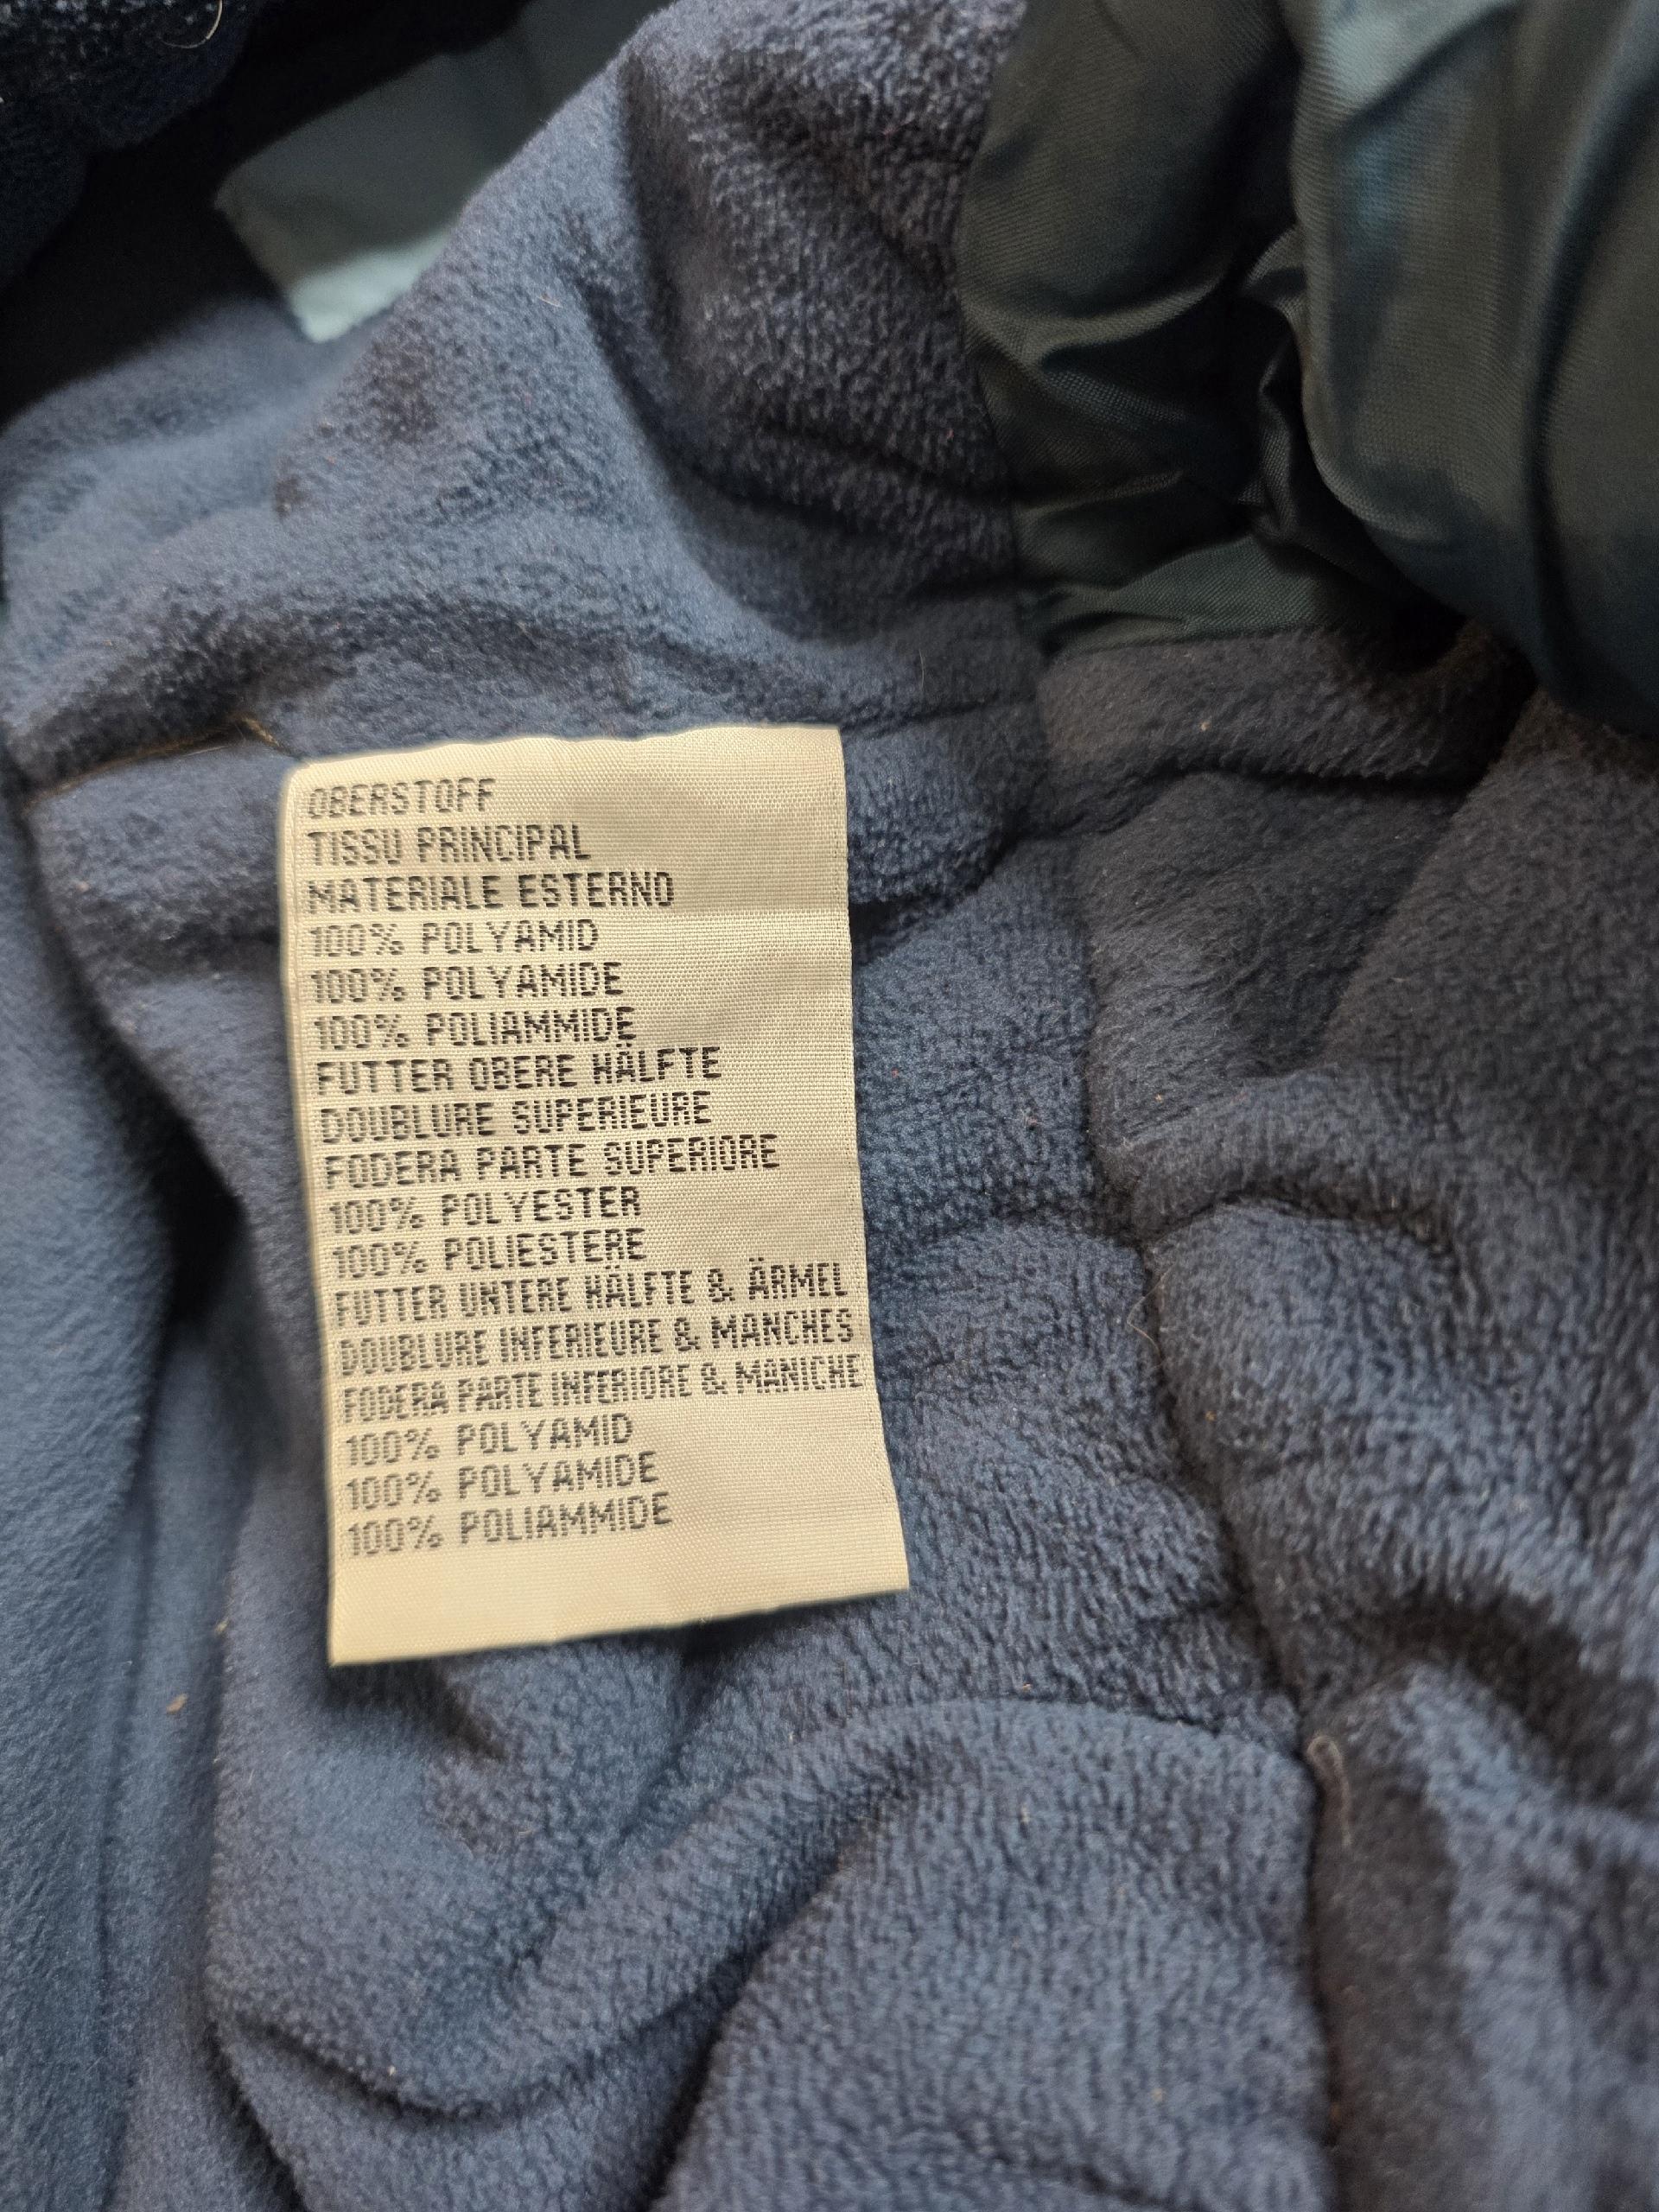 OBERSTOFF
TISSU PRINCIPAL
MATERIALE ESTERNO
100% POLYAMID
100% POLYAMIDE
100% POLIAMMIDE
FUTTER OBERE HÄLFTE
DOUBLURE SUPERIEURE
FODERA PARTE SUPERIORE
100% POLYESTER
100% POLIESTERE
FUTTER UNTERE HÄLFTE & ÄRMEL
DOUBLURE INFERIEURE & MANCHES
FODERA PARTE INFERIORE & MANICHE
100% POLYAMID
100% POLYAMIDE
100% POLIAMMIDE